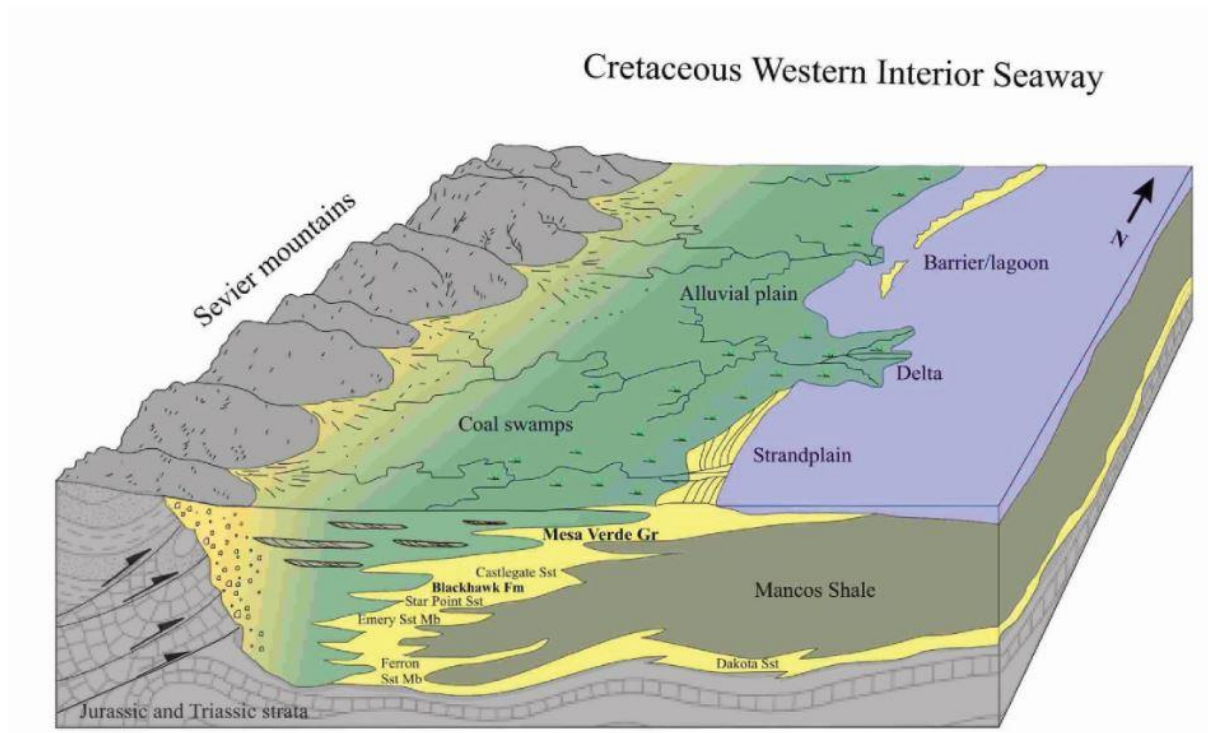 Cretaceous Western Interior Seaway
Sevier mountains
N
Barrier/lagoon
Alluvial plain
Delta
Coal swamps
Strandplain
Mesa Verde Gr
Castlegate Sst
Blackhawk Fm
Star Point Sst
Emery Sst Mb
Mancos Shale
Ferron
Sst Mb
Dakota Sst
Jurassic and Triassic strata